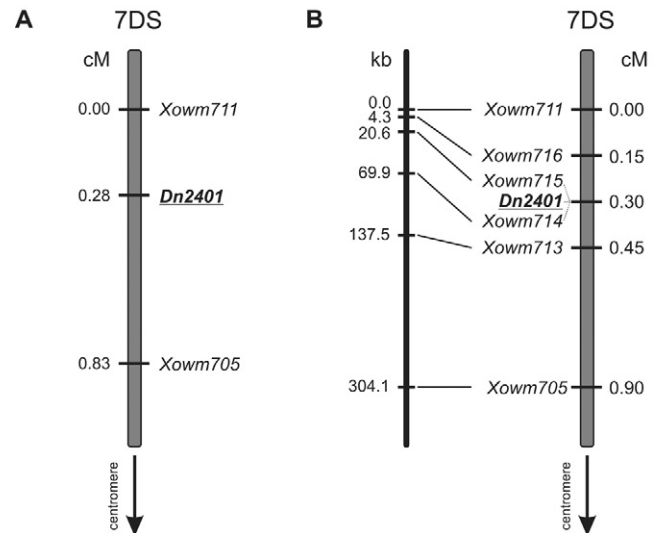 A
7DS
cM
0.00 Xowm711
0.28 Dn2401
0.83 Xowm705
centromere
B
7DS
kb
cM
0.0 Xowm711 0.00
4.3 Xowm716 0.15
20.6 Xowm715
Dn2401 0.30
69.9 Xowm714
137.5 Xowm713 0.45
304.1 Xowm705 0.90
centromere